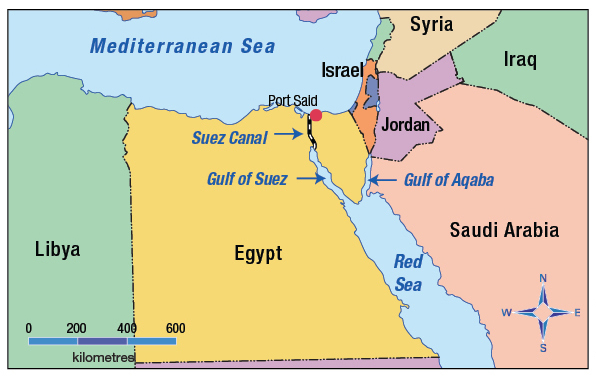 Syria
Mediterranean Sea
Iraq
Israel
Port Said
Jordan
Suez Canal
Gulf of Suez
Gulf of Aqaba
Saudi Arabia
Libya
Egypt
Red
Sea
N
W
E
S
0 200 400 600
kilometres